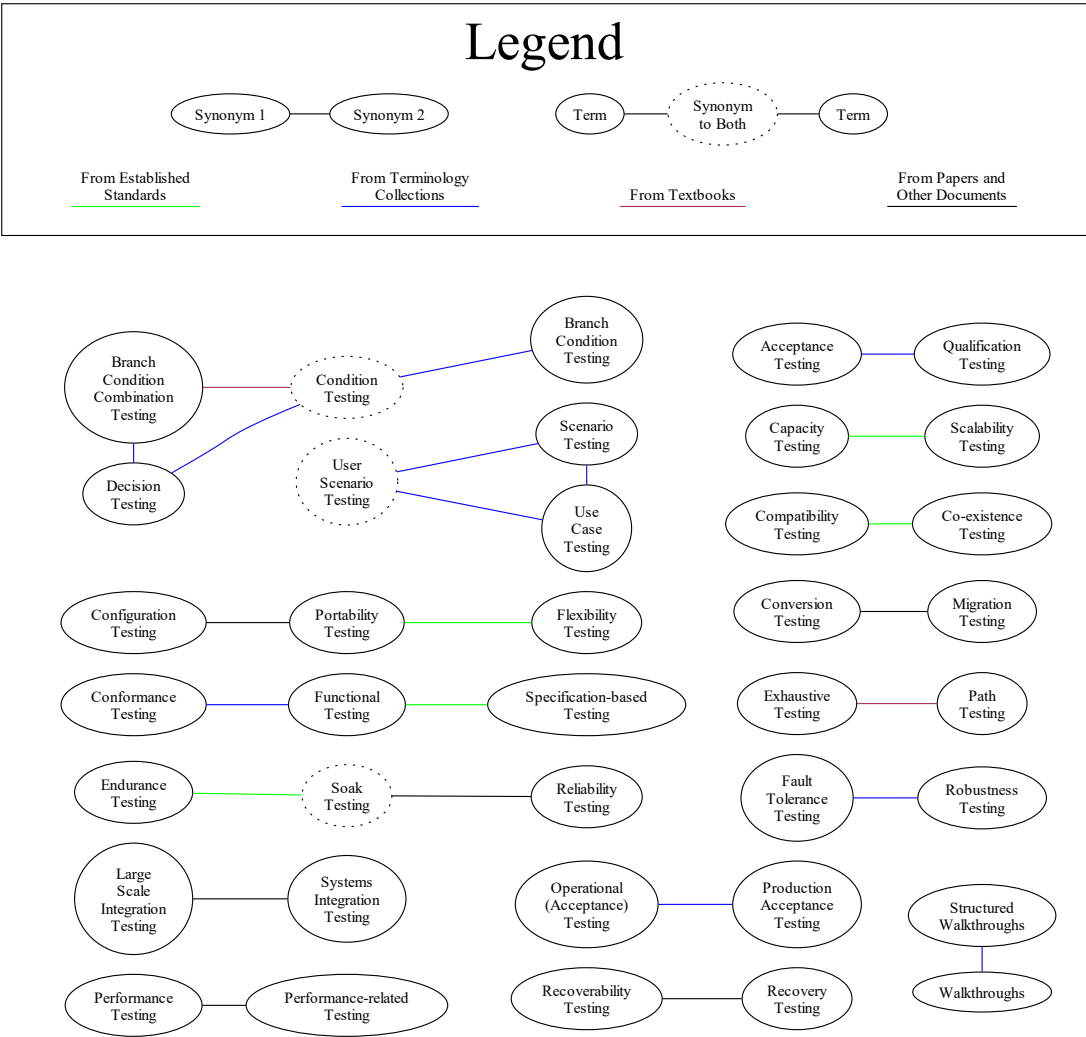 Legend
Synonym 1
Synonym 2
Term
Synonym
to Both
Term
From Established
Standards
From Terminology
Collections
From Textbooks
From Papers and
Other Documents
Branch
Condition
Combination
Testing
Condition
Testing
Branch
Condition
Testing
Decision
Testing
User
Scenario
Testing
Scenario
Testing
Use
Case
Testing
Acceptance
Testing
Qualification
Testing
Capacity
Testing
Scalability
Testing
Compatibility
Testing
Co-existence
Testing
Configuration
Testing
Portability
Testing
Flexibility
Testing
Conversion
Testing
Migration
Testing
Conformance
Testing
Functional
Testing
Specification-based
Testing
Exhaustive
Testing
Path
Testing
Endurance
Testing
Soak
Testing
Reliability
Testing
Fault
Tolerance
Testing
Robustness
Testing
Large
Scale
Integration
Testing
Systems
Integration
Testing
Operational
(Acceptance)
Testing
Production
Acceptance
Testing
Structured
Walkthroughs
Walkthroughs
Performance
Testing
Performance-related
Testing
Recoverability
Testing
Recovery
Testing